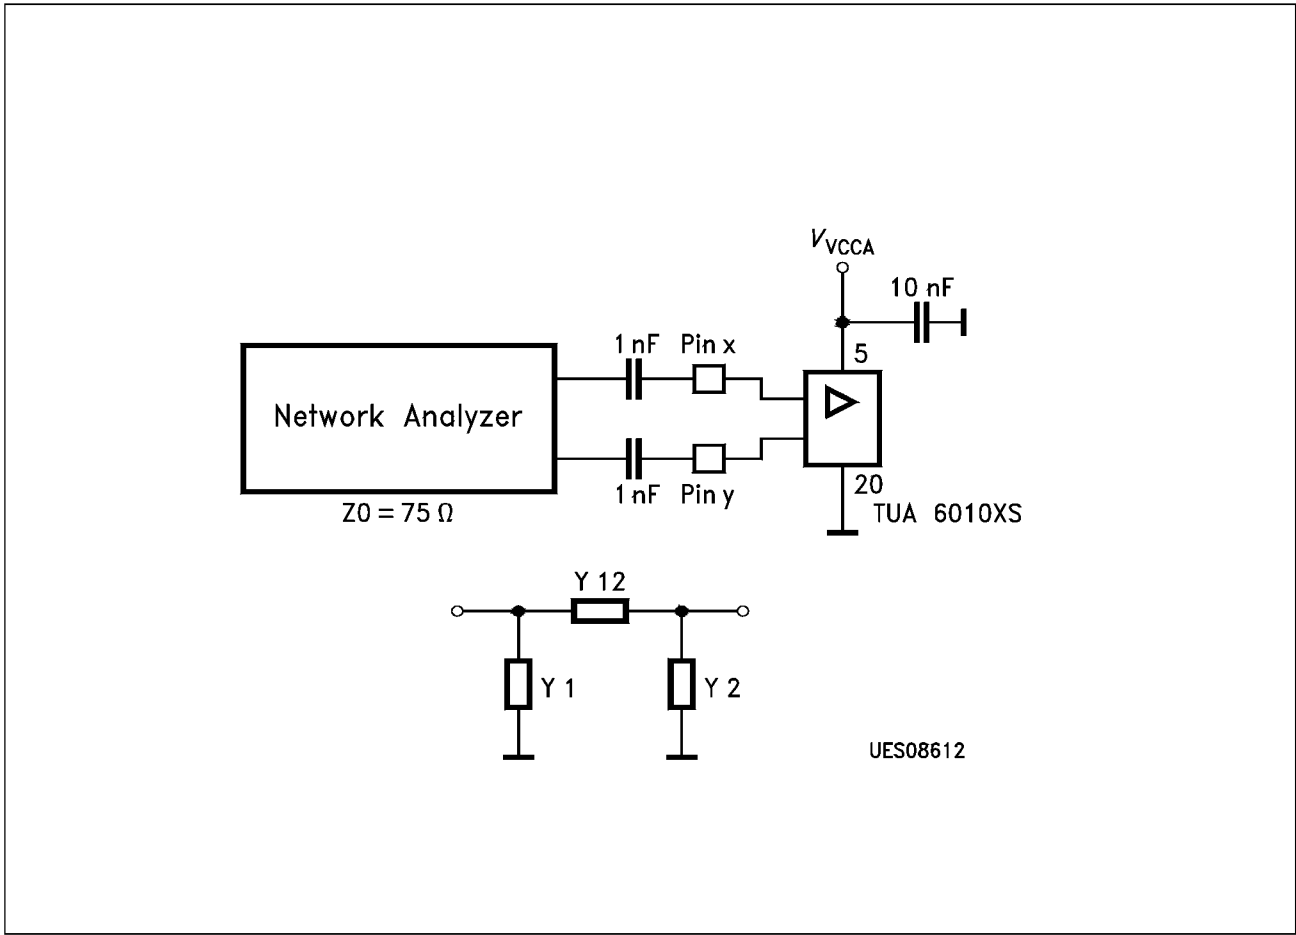 VVCCA
10 nF
1 nF Pin x
5
Network Analyzer
20
1 nF Pin y
Z0 = 75 Ω
TUA 6010XS
Y 12
Y 1
Y 2
UES08612